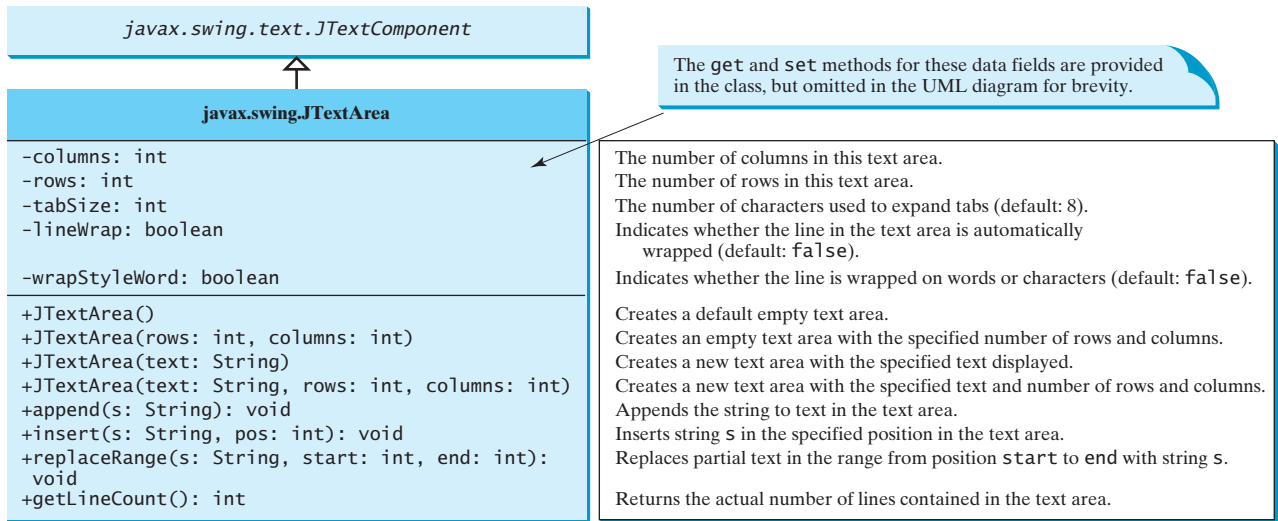 javax.swing.text.JTextComponent
The get and set methods for these data fields are provided
in the class, but omitted in the UML diagram for brevity.
javax.swing.JTextArea
-columns: int
The number of columns in this text area.
-rows: int
The number of rows in this text area.
-tabSize: int
The number of characters used to expand tabs (default: 8).
-lineWrap: boolean
Indicates whether the line in the text area is automatically
wrapped (default: false).
-wrapStyleWord: boolean
Indicates whether the line is wrapped on words or characters (default: false).
+JTextArea()
Creates a default empty text area.
+JTextArea(rows: int, columns: int)
Creates an empty text area with the specified number of rows and columns.
+JTextArea(text: String)
Creates a new text area with the specified text displayed.
+JTextArea(text: String, rows: int, columns: int)
Creates a new text area with the specified text and number of rows and columns.
+append(s: String): void
Appends the string to text in the text area.
+insert(s: String, pos: int): void
Inserts string s in the specified position in the text area.
+replaceRange(s: String, start: int, end: int):
void
Replaces partial text in the range from position start to end with string s.
+getLineCount(): int
Returns the actual number of lines contained in the text area.